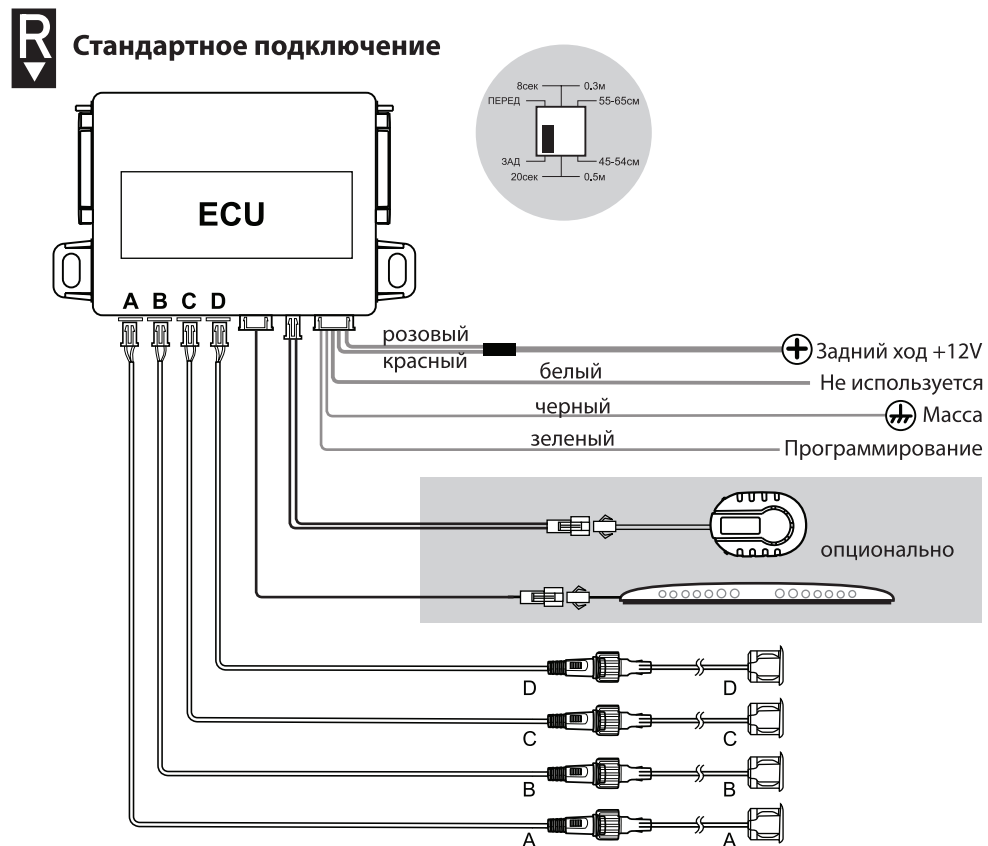 R
Стандартное подключение
8сек
0.3м
ПЕРЕД
55-65см
ЗАД
45-54см
20сек
0.5м
ECU
A B C D
розовый
красный
Задний ход +12V
белый
Не используется
черный
Масса
зеленый
Программирование
опционально
D
D
C
C
B
B
A
A